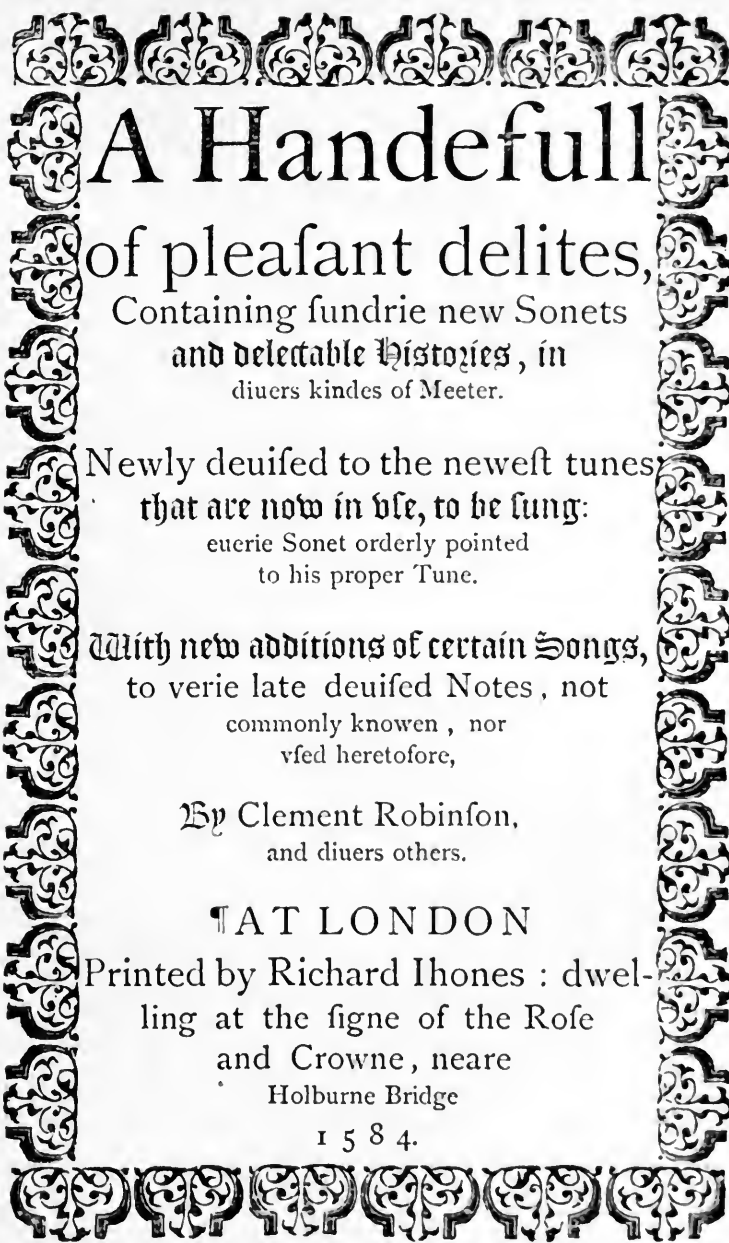 A Handefull
of pleaſant delites,
Containing ſundrie new Sonets
and delectable Hiſtoꝛies, in
diuers kindes of Meeter.
Newly deuiſed to the neweſt tunes
that are now in vſe, to be ſung:
euerie Sonet orderly pointed
to his proper Tune.
With new additions of certain Songs,
to verie late deuiſed Notes, not
commonly knowen, nor
vſed heretofore,
By Clement Robinſon,
and diuers others.
¶AT LONDON
Printed by Richard Ihones : dwel-
ling at the ſigne of the Roſe
and Crowne, neare
Holburne Bridge
1584.